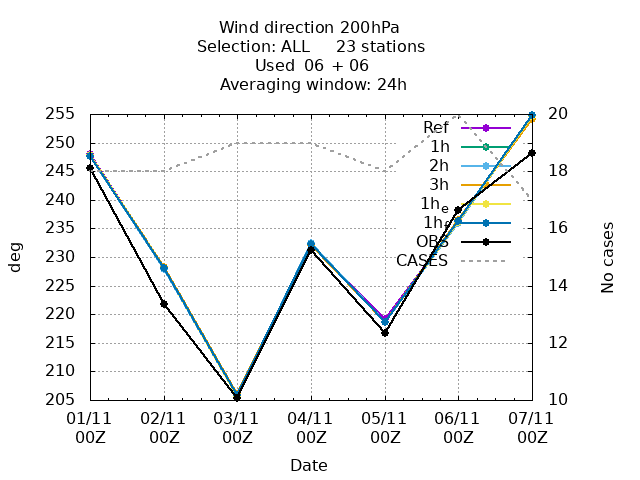 Wind direction 200hPa
Selection: ALL 23 stations
Used 06 + 06
Averaging window: 24h
255
250
245
240
235
230
225
220
215
210
205
deg
20
18
16
14
12
10
No cases
Ref
1h
2h
3h
1he
1hf
OBS
CASES
01/11 02/11 03/11 04/11 05/11 06/11 07/11
00Z 00Z 00Z 00Z 00Z 00Z 00Z
Date